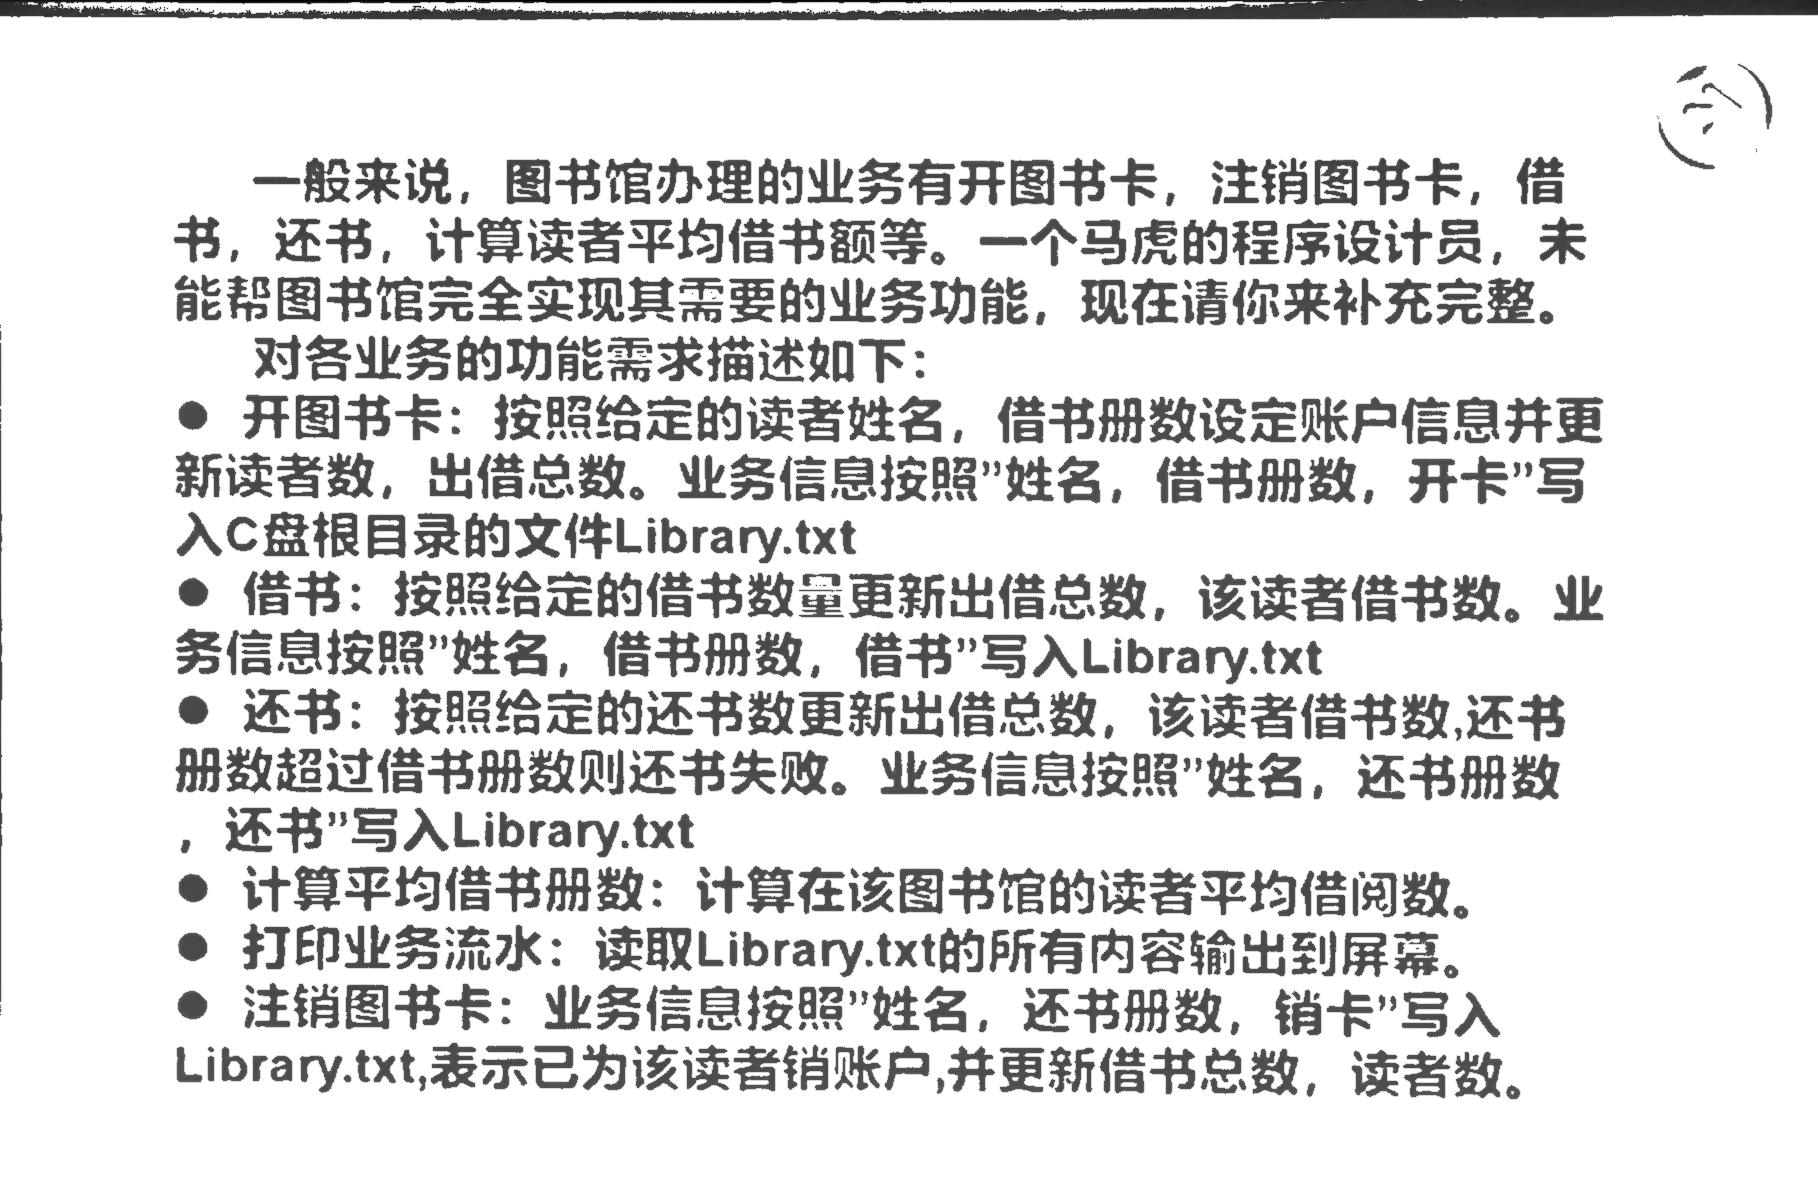 一般来说，图书馆办理的业务有开图书卡，注销图书卡，借
书，还书，计算读者平均借书额等。一个马虎的程序设计员，未
能帮图书馆完全实现其需要的业务功能，现在请你来补充完整。
对各业务的功能需求描述如下：
● 开图书卡：按照给定的读者姓名，借书册数设定账户信息并更
新读者数，出借总数。业务信息按照”姓名，借书册数，开卡”写
入C盘根目录的文件Library.txt
● 借书：按照给定的借书数量更新出借总数，该读者借书数。业
务信息按照”姓名，借书册数，借书”写入Library.txt
● 还书：按照给定的还书数更新出借总数，该读者借书数,还书
册数超过借书册数则还书失败。业务信息按照”姓名，还书册数
，还书”写入Library.txt
● 计算平均借书册数：计算在该图书馆的读者平均借阅数。
● 打印业务流水：读取Library.txt的所有内容输出到屏幕。
● 注销图书卡：业务信息按照”姓名，还书册数，销卡”写入
Library.txt,表示已为该读者销账户,并更新借书总数，读者数。